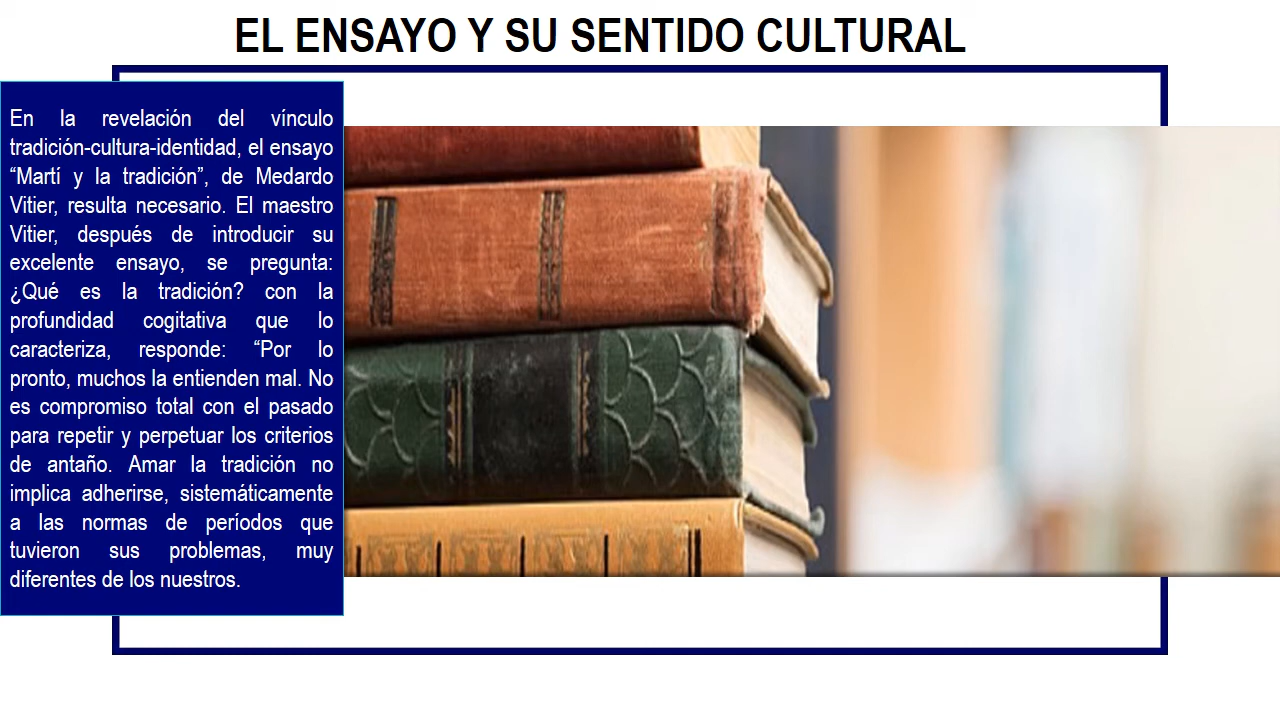 EL ENSAYO Y SU SENTIDO CULTURAL
En la revelación del vínculo
tradición-cultura-identidad, el ensayo
“Martí y la tradición”, de Medardo
Vitier, resulta necesario. El maestro
Vitier, después de introducir su
excelente ensayo, se pregunta:
¿Qué es la tradición? con la
profundidad cogitativa que lo
caracteriza, responde: “Por lo
pronto, muchos la entienden mal. No
es compromiso total con el pasado
para repetir y perpetuar los criterios
de antaño. Amar la tradición no
implica adherirse, sistemáticamente
a las normas de períodos que
tuvieron sus problemas, muy
diferentes de los nuestros.